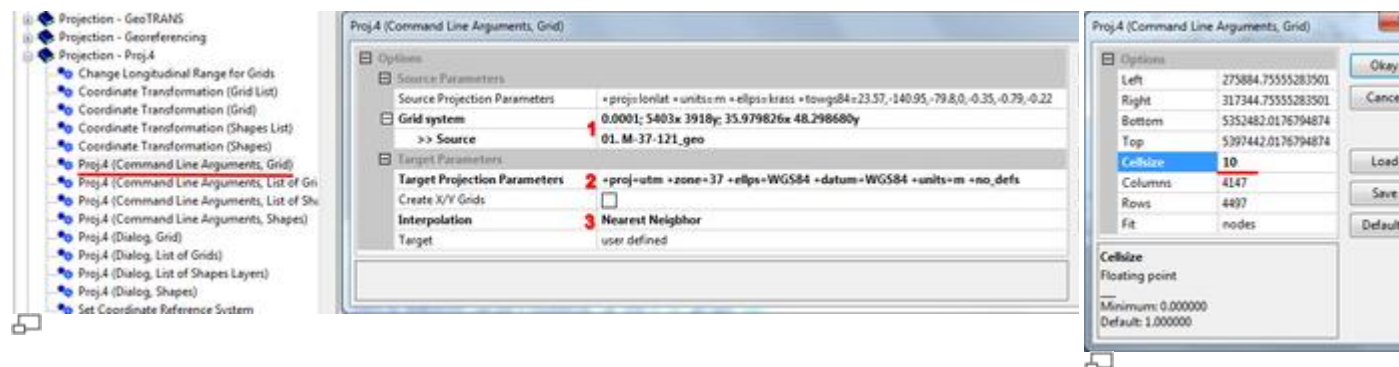 Projection - GeoTRANS
Projection - Georeferencing
Projection - Proj.4
Change Longitudinal Range for Grids
Coordinate Transformation (Grid List)
Coordinate Transformation (Grid)
Coordinate Transformation (Shapes List)
Coordinate Transformation (Shapes)
Proj.4 (Command Line Arguments, Grid)
Proj.4 (Command Line Arguments, List of Gri
Proj.4 (Command Line Arguments, List of Sha
Proj.4 (Command Line Arguments, Shapes)
Proj.4 (Dialog, Grid)
Proj.4 (Dialog, List of Grids)
Proj.4 (Dialog, List of Shapes Layers)
Proj.4 (Dialog, Shapes)
Set Coordinate Reference System
Proj.4 (Command Line Arguments, Grid)
Options
Source Parameters
Source Projection Parameters +proj=lonlat +units=m +ellps=krass +towgs84=23.57,-140.95,-79.8,0,-0.35,-0.79,-0.22
Grid system 0.0001; 5403x 3918y; 35.979826x 48.298680y
1
>> Source 01. M-37-121_geo
Target Parameters
Target Projection Parameters 2 +proj=utm +zone=37 +ellps=WGS84 +datum=WGS84 +units=m +no_defs
Create X/Y Grids
Interpolation 3 Nearest Neigbhor
Target user defined
Proj.4 (Command Line Arguments, Grid)
Options
Left 275884.75555283501
Right 317344.75555283501
Bottom 5352482.0176794874
Top 5397442.0176794874
Cellsize 10
Columns 4147
Rows 4497
Fit nodes
Okay
Cance
Load
Save
Default
Cellsize
Floating point
__
Minimum: 0.000000
Default: 1.000000